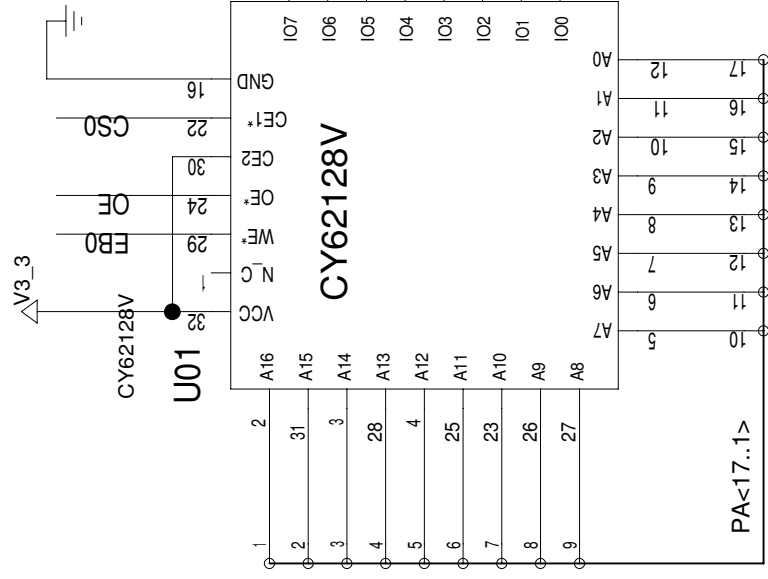 IO7
IO6
IO5
IO4
IO3
IO2
IO1
IO0
GND
16
CE1*
22
CS0
CE2
30
OE*
24
OE
WE*
29
EB0
N_C
1
VCC
32
V3_3
CY62128V
U01
CY62128V
A0
12
17
A1
11
16
A2
10
15
A3
9
14
A4
8
13
A5
7
12
A6
6
11
A7
5
10
A16
2
1
A15
31
2
A14
3
3
A13
28
4
A12
4
5
A11
25
6
A10
23
7
A9
26
8
A8
27
9
PA<17..1>